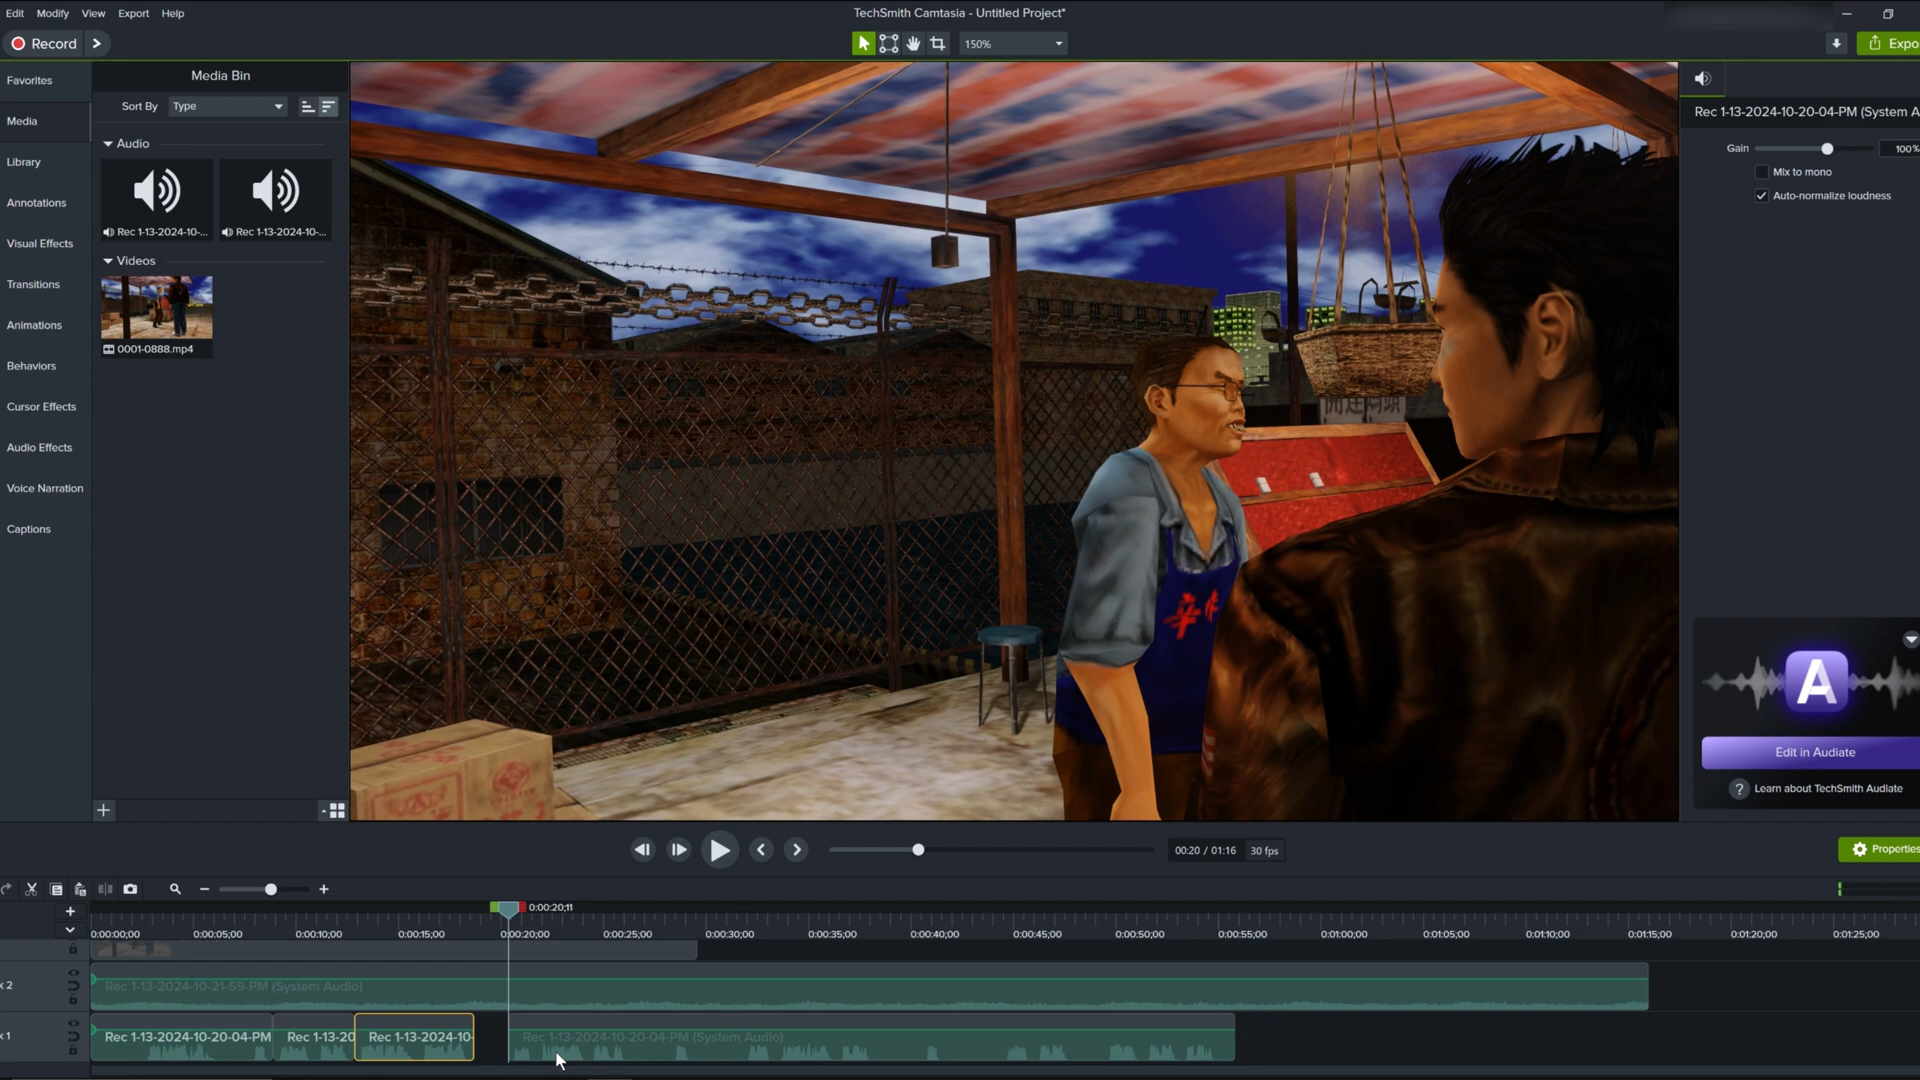 Edit Modify View Export Help
TechSmith Camtasia - Untitled Project*
Record
150%
Expo
Favorites
Media
Library
Annotations
Visual Effects
Transitions
Animations
Behaviors
Cursor Effects
Audio Effects
Voice Narration
Captions
Media Bin
Sort By Type
Audio
Rec 1-13-2024-10-... Rec 1-13-2024-10-...
Videos
0001-0888.mp4
辛味
Rec 1-13-2024-10-20-04-PM (System A
Gain 100%
Mix to mono
Auto-normalize loudness
A
Edit in Audiate
? Learn about TechSmith Audiate
00:20 / 01:16 30 fps
Properties
0:00:20;11
0:00:00;00 0:00:05;00 0:00:10;00 0:00:15;00 0:00:20;00 0:00:25;00 0:00:30;00 0:00:35;00 0:00:40;00 0:00:45;00 0:00:50;00 0:00:55;00 0:01:00;00 0:01:05;00 0:01:10;00 0:01:15;00 0:01:20;00 0:01:25;00
k 2
Rec 1-13-2024-10-21-59-PM (System Audio)
k 1
Rec 1-13-2024-10-20-04-PM Rec 1-13-20 Rec 1-13-2024-10- Rec 1-13-2024-10-20-04-PM (System Audio)